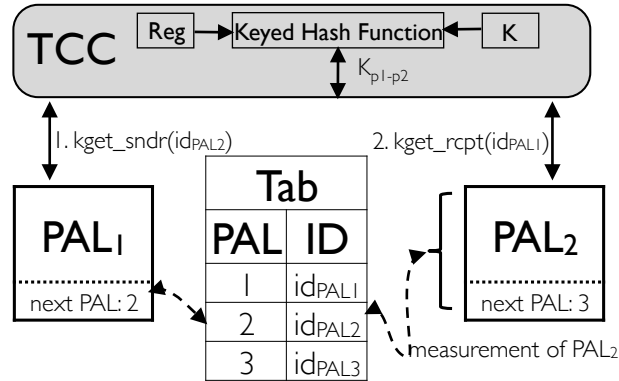 Reg Keyed Hash Function K
TCC
Kp1-p2
1. kget_sndr(idPAL2)
2. kget_rcpt(idPAL1)
Tab
PAL ID
1 idPAL1
2 idPAL2
3 idPAL3
PAL1
next PAL: 2
PAL2
next PAL: 3
measurement of PAL2